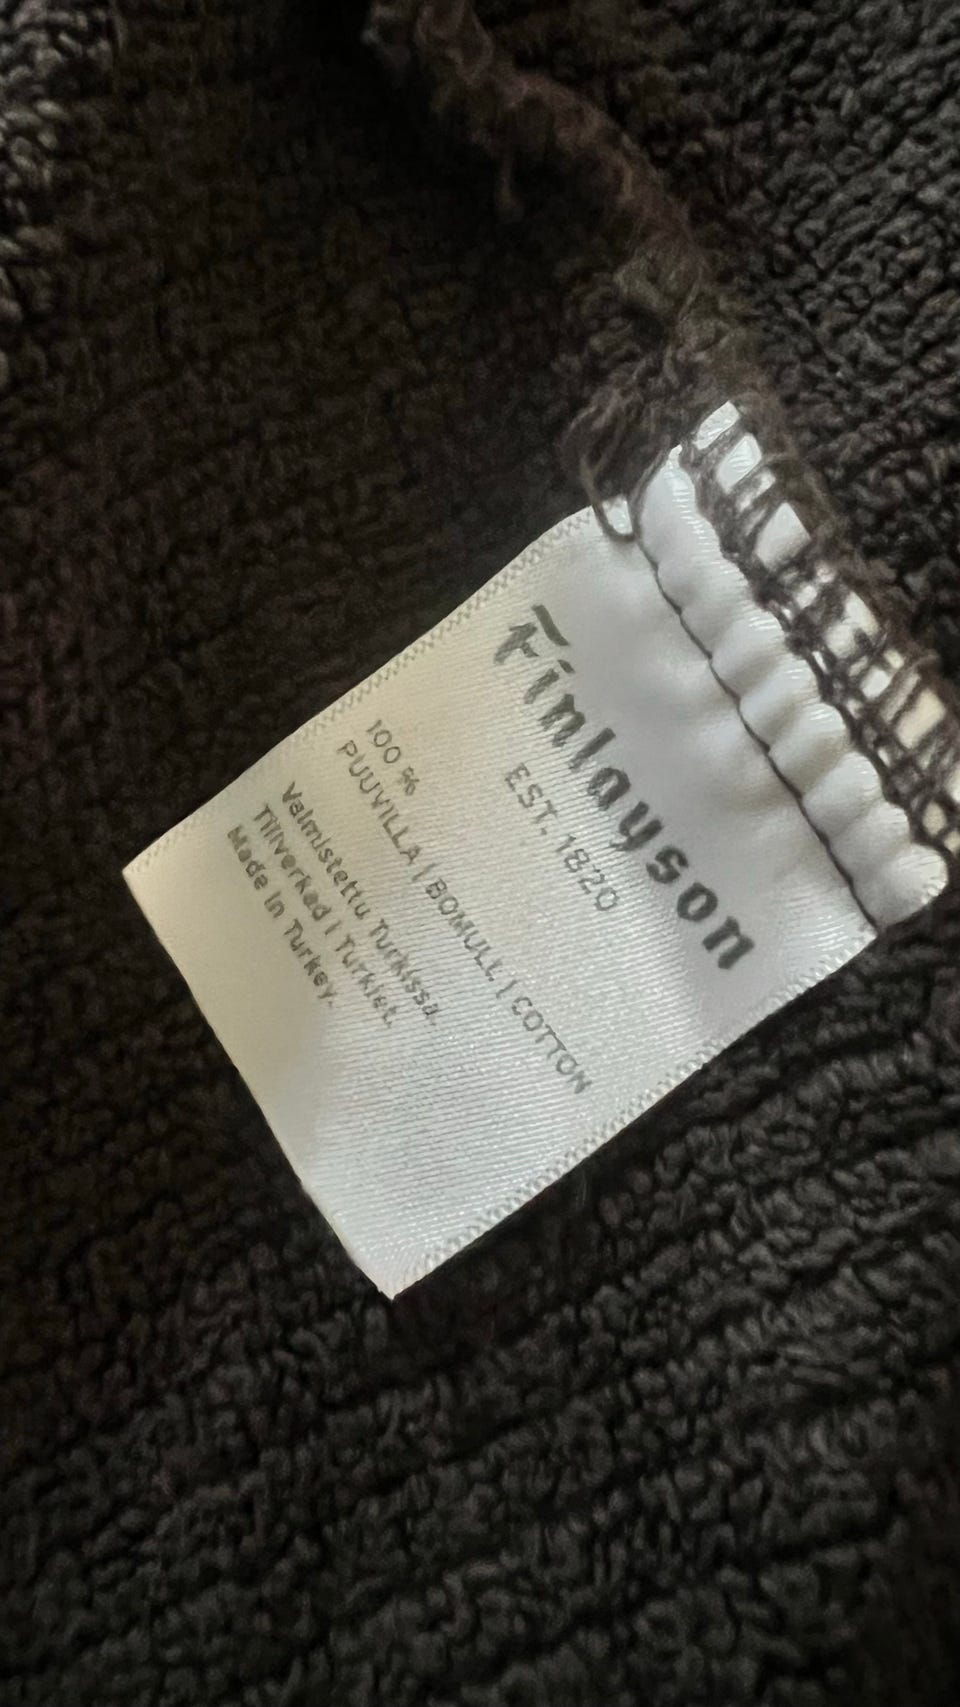 Finlayson
EST. 1820
100 %
PUUVILLA | BOMULL | COTTON
Valmistettu Turkissa.
Tillverkad i Turkiet.
Made in Turkey.